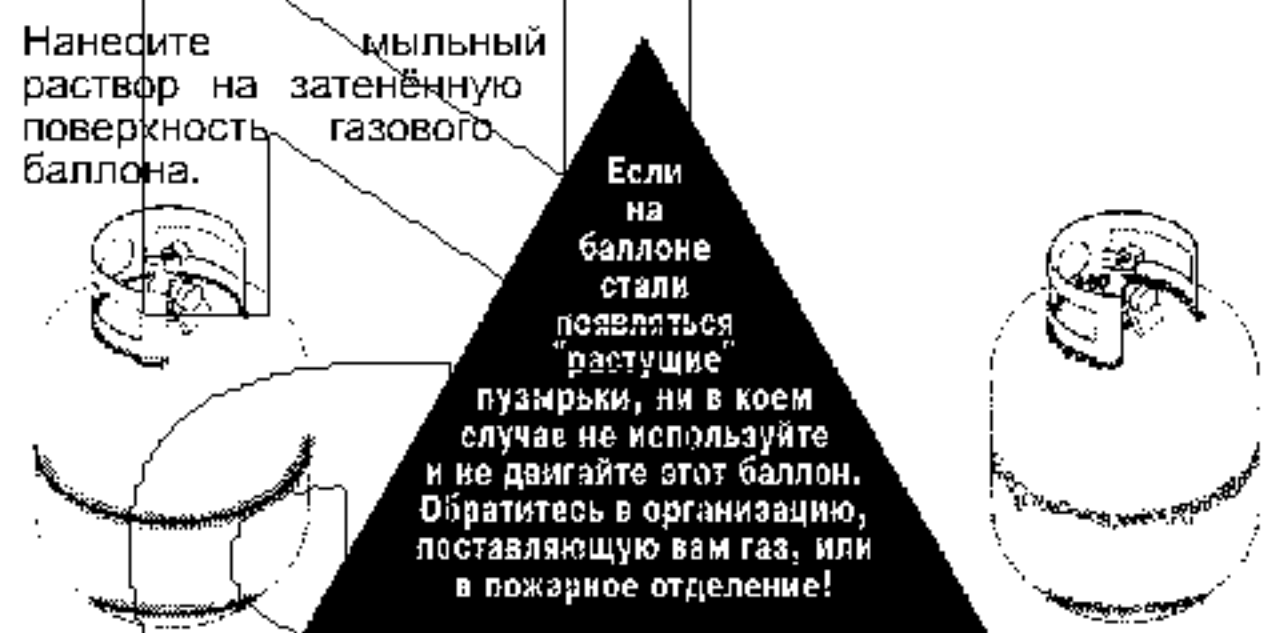 Нанесите мыльный
раствор на затенённую
поверхность газового
баллона.
Если
на
баллоне
стали
появляться
"растущие"
пузырьки, ни в коем
случае не используйте
и не двигайте этот баллон.
Обратитесь в организацию,
поставляющую вам газ, или
в пожарное отделение!